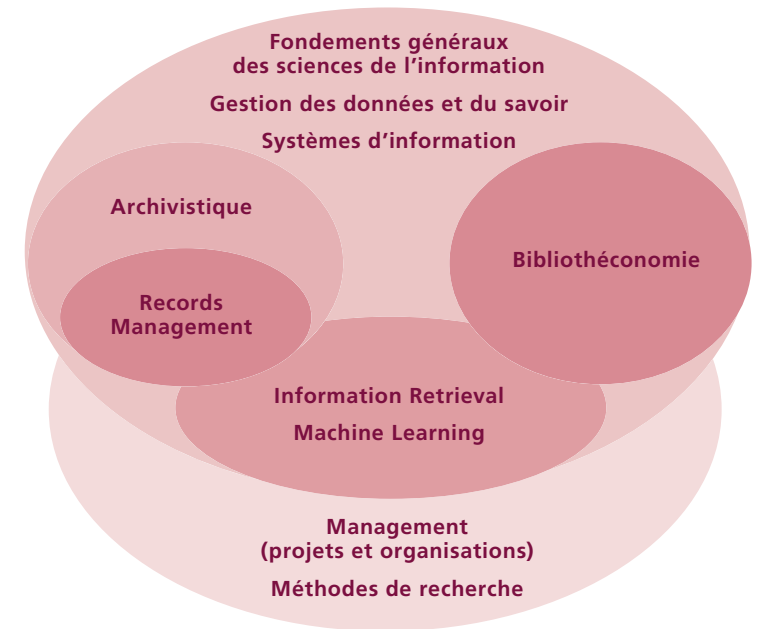 Fondements généraux
des sciences de l’information
Gestion des données et du savoir
Systèmes d’information
Archivistique
Bibliothéconomie
Records
Management
Information Retrieval
Machine Learning
Management
(projets et organisations)
Méthodes de recherche